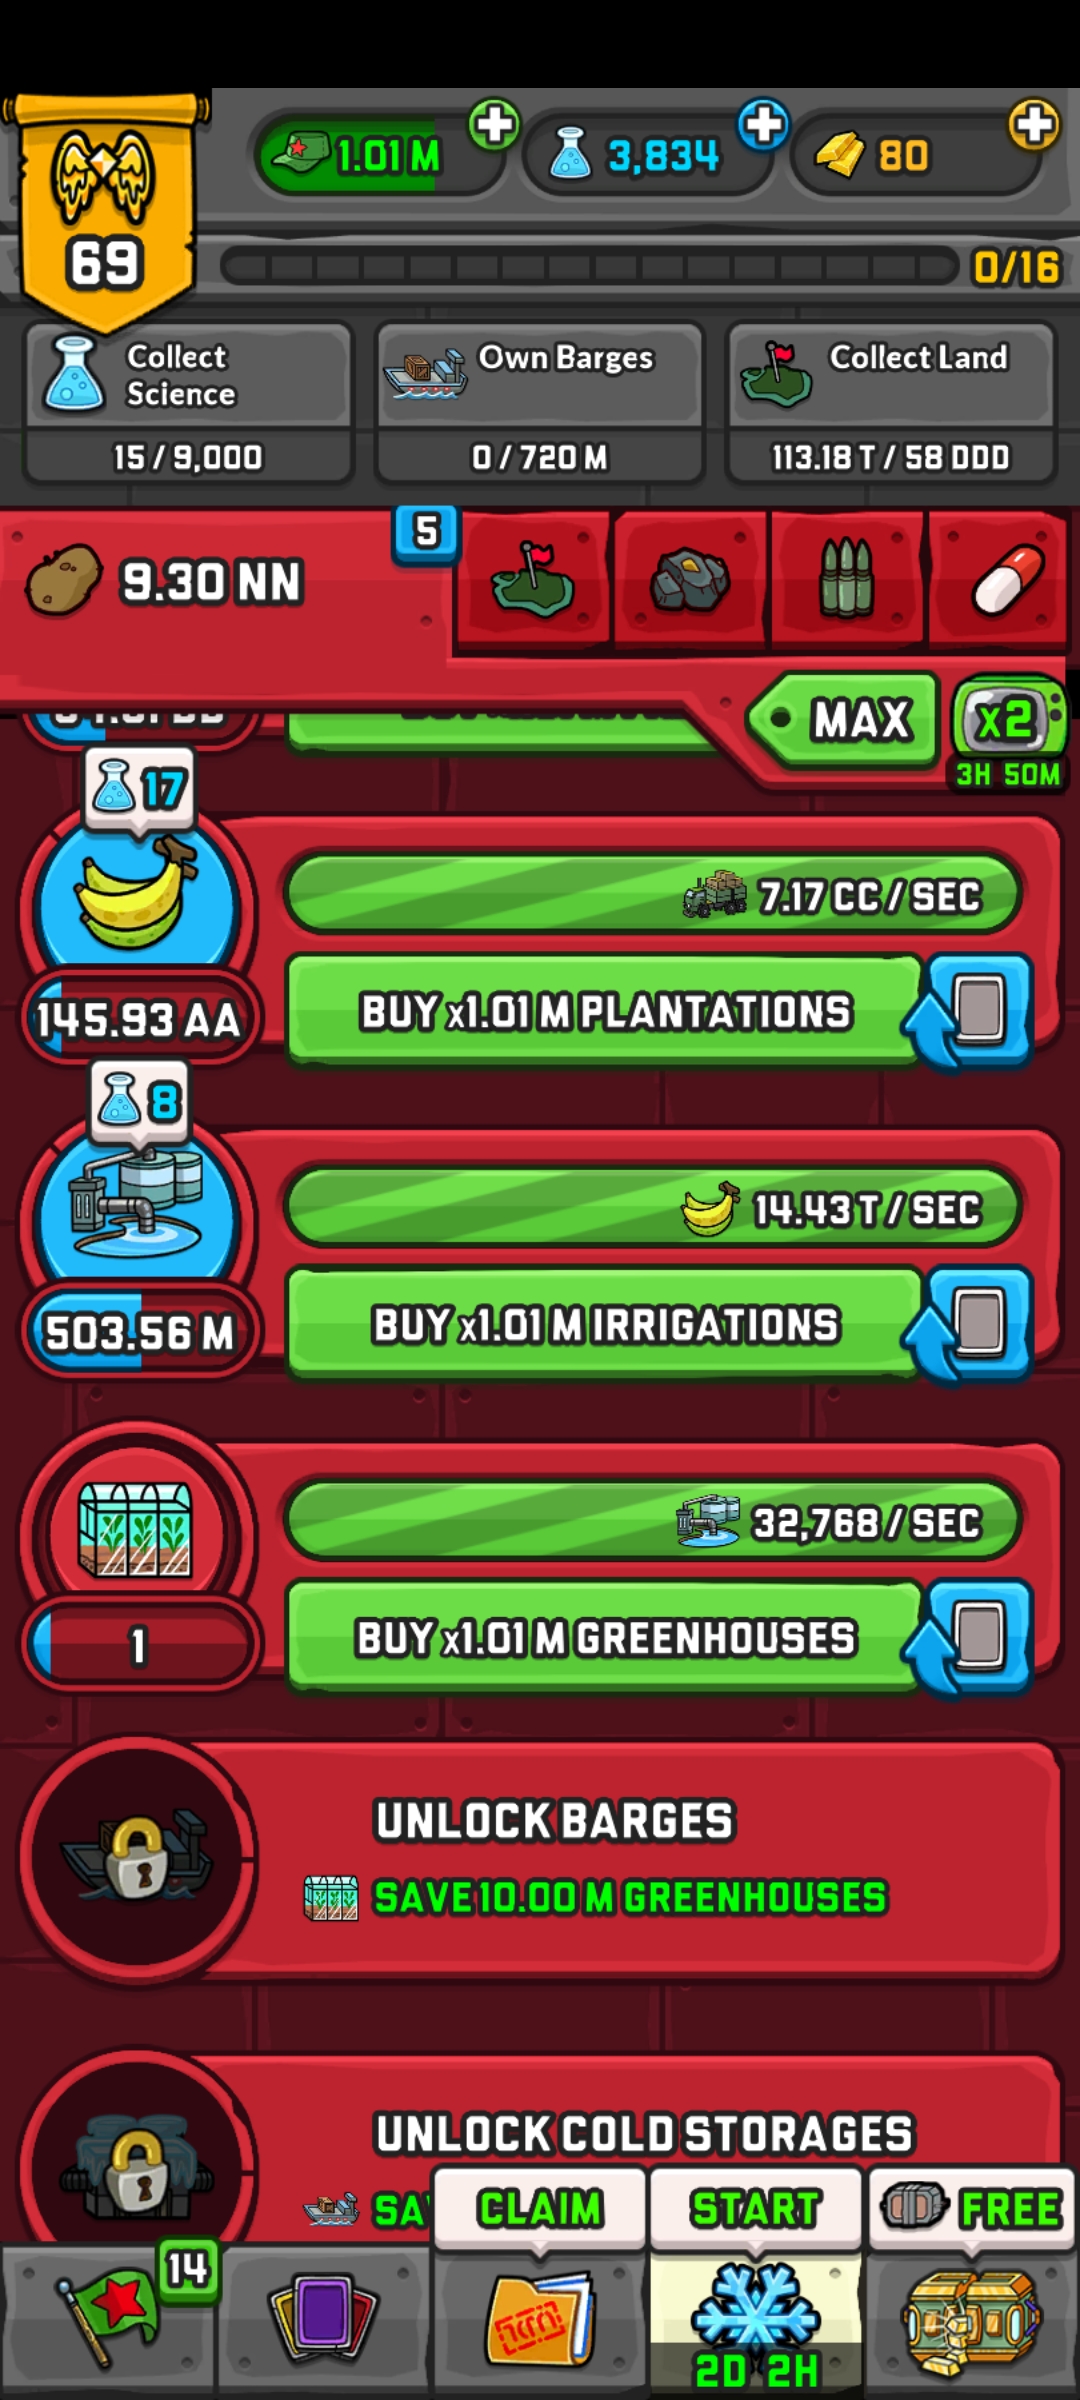 1.01 M
3,834
80
69
0/16
Collect
Science
15 / 9,000
Own Barges
0 / 720 M
Collect Land
113.18 T / 58 DDD
9.30 NN
5
MAX
x2
3H 50M
17
7.17 CC / SEC
145.93 AA
BUY x1.01 M PLANTATIONS
8
14.43 T / SEC
503.56 M
BUY x1.01 M IRRIGATIONS
32,768 / SEC
1
BUY x1.01 M GREENHOUSES
UNLOCK BARGES
SAVE 10.00 M GREENHOUSES
UNLOCK COLD STORAGES
CLAIM
START
FREE
14
2D 2H